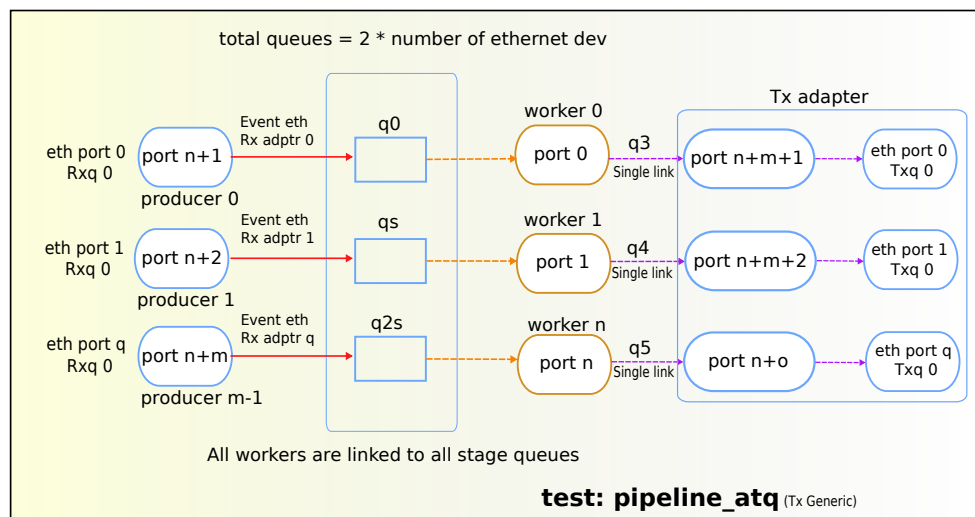 total queues = 2 * number of ethernet dev
Tx adapter
eth port 0
Rxq 0
port n+1
producer 0
Event eth
Rx adptr 0
q0
worker 0
port 0
q3
Single link
port n+m+1
eth port 0
Txq 0
eth port 1
Rxq 0
port n+2
producer 1
Event eth
Rx adptr 1
qs
worker 1
port 1
q4
Single link
port n+m+2
eth port 1
Txq 0
eth port q
Rxq 0
port n+m
producer m-1
Event eth
Rx adptr q
q2s
worker n
port n
q5
Single link
port n+o
eth port q
Txq 0
All workers are linked to all stage queues
test: pipeline_atq (Tx Generic)